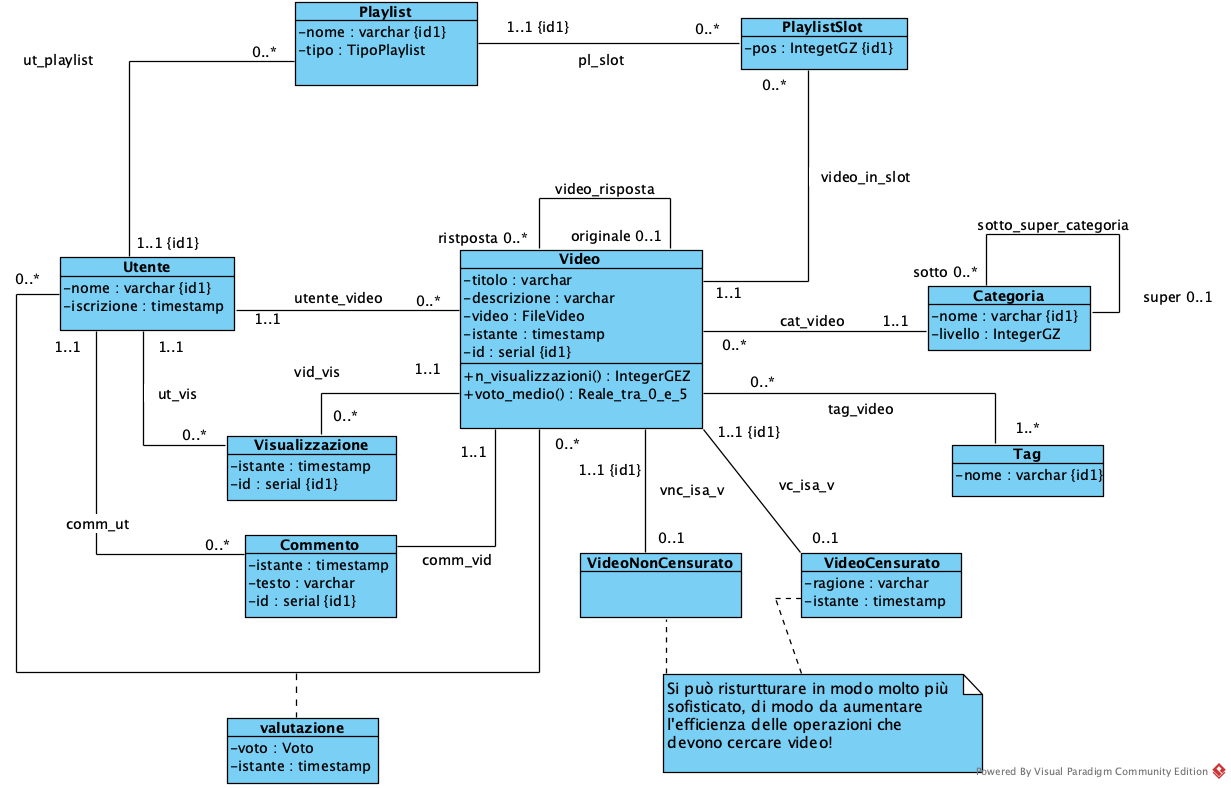 Playlist
-nome : varchar {id1}
-tipo : TipoPlaylist
1..1 {id1}
0..*
pl_slot
PlaylistSlot
-pos : IntegetGZ {id1}
0..*
ut_playlist
0..*
video_in_slot
video_risposta
ristposta 0..*
originale 0..1
1..1 {id1}
sotto_super_categoria
sotto 0..*
super 0..1
0..*
Utente
-nome : varchar {id1}
-iscrizione : timestamp
utente_video
1..1
0..*
Video
-titolo : varchar
-descrizione : varchar
-video : FileVideo
-istante : timestamp
-id : serial {id1}
+n_visualizzazioni() : IntegerGEZ
+voto_medio() : Reale_tra_0_e_5
1..1
cat_video
1..1
0..*
Categoria
-nome : varchar {id1}
-livello : IntegerGZ
1..1
1..1
ut_vis
0..*
vid_vis
1..1
0..*
0..*
tag_video
1..*
Tag
-nome : varchar {id1}
Visualizzazione
-istante : timestamp
-id : serial {id1}
1..1
0..*
1..1 {id1}
vnc_isa_v
0..1
1..1 {id1}
vc_isa_v
0..1
comm_ut
0..*
Commento
-istante : timestamp
-testo : varchar
-id : serial {id1}
comm_vid
VideoNonCensurato
VideoCensurato
-ragione : varchar
-istante : timestamp
valutazione
-voto : Voto
-istante : timestamp
Si può risturtturare in modo molto più
sofisticato, di modo da aumentare
l'efficienza delle operazioni che
devono cercare video!
Powered By Visual Paradigm Community Edition